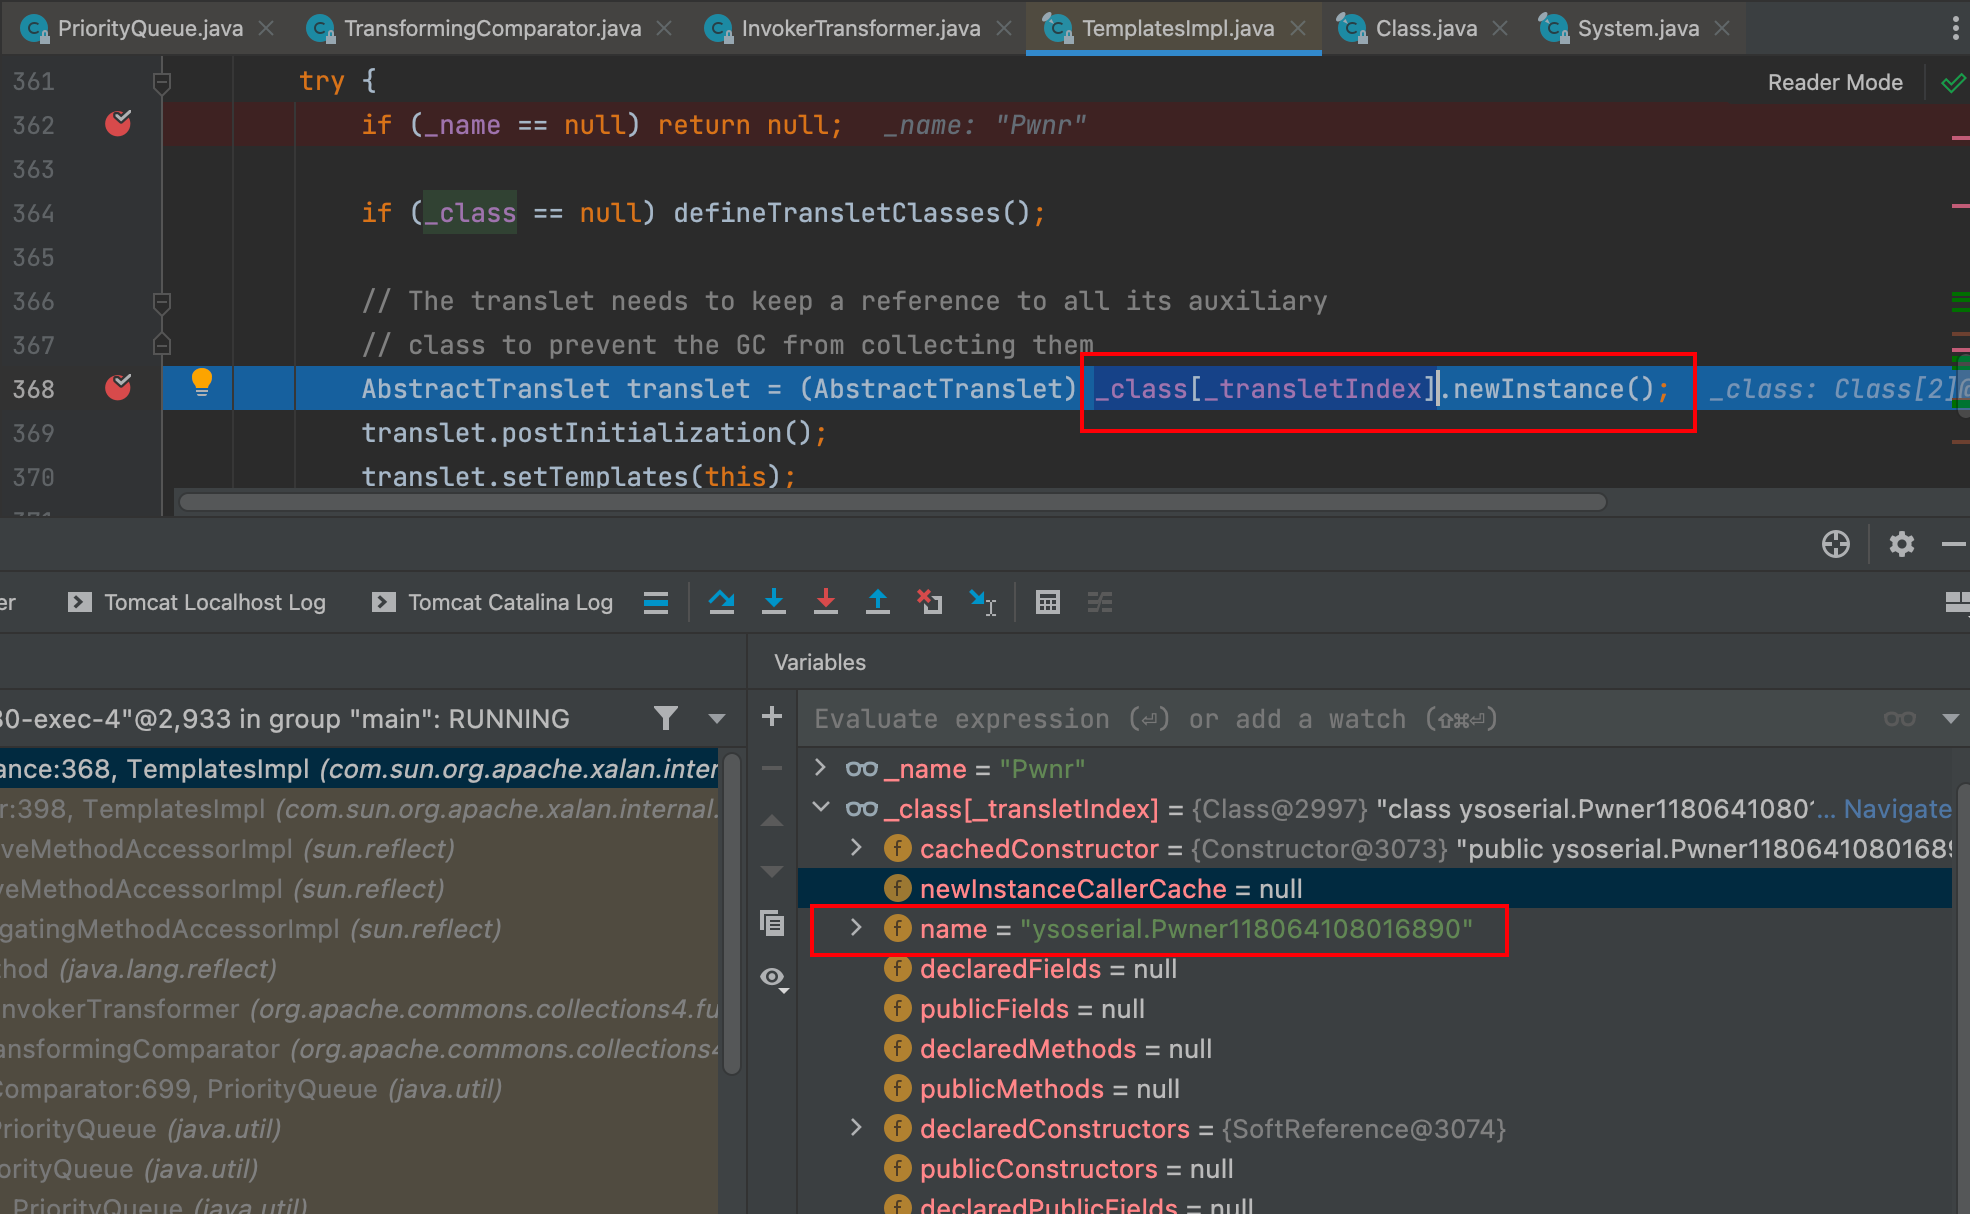 PriorityQueue.java TransformingComparator.java InvokerTransformer.java TemplatesImpl.java Class.java System.java
361 try {
Reader Mode
362 if (_name == null) return null; _name: "Pwnr"
363
364 if (_class == null) defineTransletClasses();
365
366 // The translet needs to keep a reference to all its auxiliary
367 // class to prevent the GC from collecting them
368 AbstractTranslet translet = (AbstractTranslet) _class[_transletIndex].newInstance(); _class: Class[2]@
369 translet.postInitialization();
370 translet.setTemplates(this);
er Tomcat Localhost Log Tomcat Catalina Log
Variables
30-exec-4"@2,933 in group "main": RUNNING
Evaluate expression (⏎) or add a watch (⇧⌘⏎)
ance:368, TemplatesImpl (com.sun.org.apache.xalan.inter
r:398, TemplatesImpl (com.sun.org.apache.xalan.internal.
veMethodAccessorImpl (sun.reflect)
veMethodAccessorImpl (sun.reflect)
gatingMethodAccessorImpl (sun.reflect)
thod (java.lang.reflect)
nvokerTransformer (org.apache.commons.collections4.fu
ansformingComparator (org.apache.commons.collections4
Comparator:699, PriorityQueue (java.util)
PriorityQueue (java.util)
orityQueue (java.util)
, PriorityQueue (java.util)
_name = "Pwnr"
_class[_transletIndex] = {Class@2997} "class ysoserial.Pwner11806410801... Navigate
cachedConstructor = {Constructor@3073} "public ysoserial.Pwner11806410801689
newInstanceCallerCache = null
name = "ysoserial.Pwner118064108016890"
declaredFields = null
publicFields = null
declaredMethods = null
publicMethods = null
declaredConstructors = {SoftReference@3074}
publicConstructors = null
declaredPublicFields = null